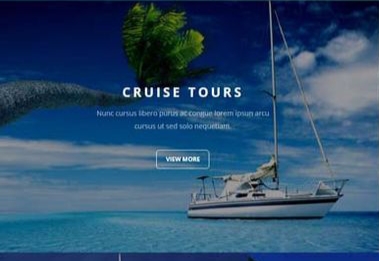 CRUISE TOURS
Nunc cursus libero purus ac congue lorem ipsum arcu
cursus ut sed solo nequetiam.
VIEW MORE